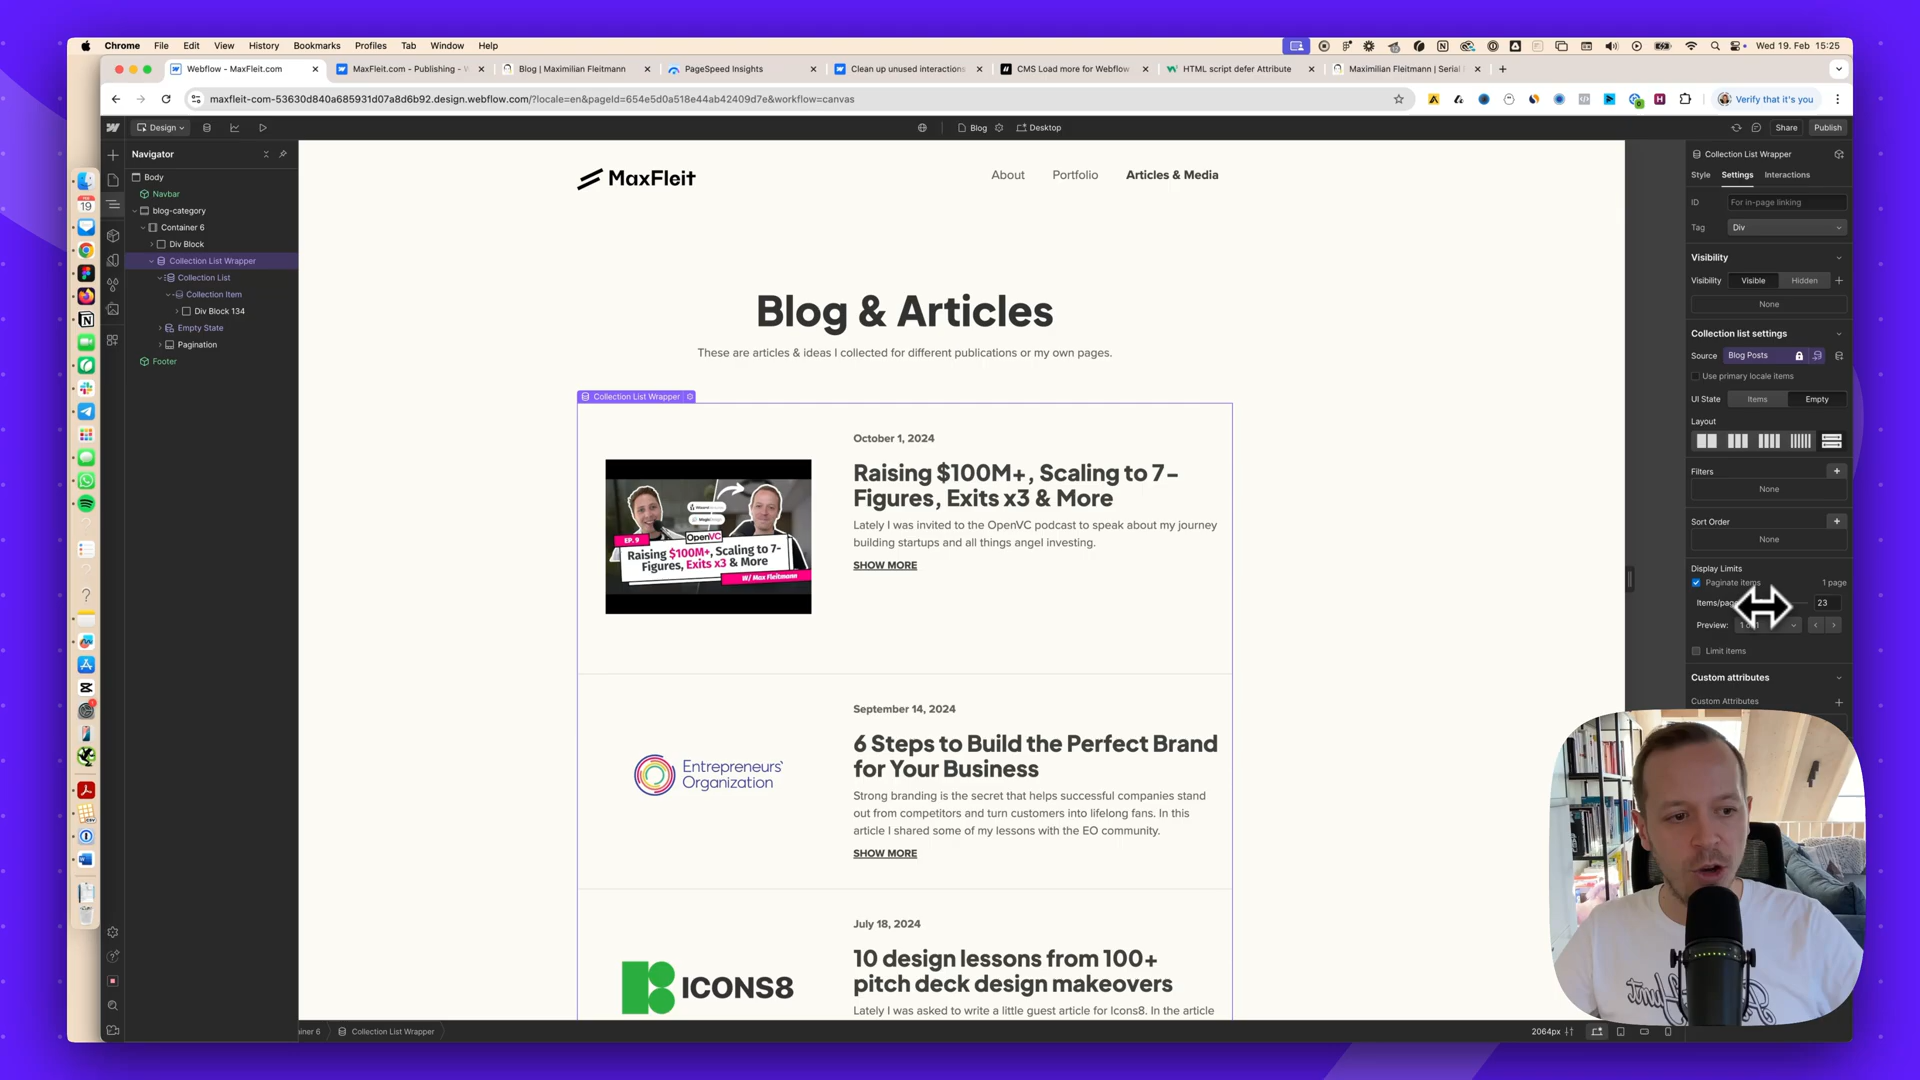 Chrome File Edit View History Bookmarks Profiles Tab Window Help
Wed 19. Feb 15:25
Webflow - MaxFleit.com
MaxFleit.com - Publishing - W
Blog | Maximilian Fleitmann
PageSpeed Insights
Clean up unused interactions
CMS Load more for Webflow
HTML script defer Attribute
Maximilian Fleitmann | Serial
maxfleit-com-53630d840a685931d07a8d6b92.design.webflow.com/?locale=en&pageId=654e5d0a518e44ab42409d7e&workflow=canvas
Verify that it's you
Design
Blog
Desktop
Share
Publish
Navigator
Body
Navbar
blog-category
Container 6
Div Block
Collection List Wrapper
Collection List
Collection Item
Div Block 134
Empty State
Pagination
Footer
MaxFleit
About Portfolio Articles & Media
Blog & Articles
These are articles & ideas I collected for different publications or my own pages.
Collection List Wrapper
October 1, 2024
Raising $100M+, Scaling to 7-
Figures, Exits x3 & More
Lately I was invited to the OpenVC podcast to speak about my journey
building startups and all things angel investing.
SHOW MORE
OpenVC
EP. 9
Raising $100M+, Scaling to 7-
Figures, Exits x3 & More
W/ Max Fleitmann
September 14, 2024
6 Steps to Build the Perfect Brand
for Your Business
Strong branding is the secret that helps successful companies stand
out from competitors and turn customers into lifelong fans. In this
article I shared some of my lessons with the EO community.
SHOW MORE
Entrepreneurs'
Organization
July 18, 2024
10 design lessons from 100+
pitch deck design makeovers
Lately I was asked to write a little guest article for Icons8. In the article
ICONS8
Collection List Wrapper
Style Settings Interactions
ID For in-page linking
Tag Div
Visibility
Visibility Visible Hidden
None
Collection list settings
Source Blog Posts
Use primary locale items
UI State Items Empty
Layout
Filters
None
Sort Order
None
Display Limits
Paginate items 1 page
Items/page 23
Preview:
Limit items
Custom attributes
Custom Attributes
19
iner 6 Collection List Wrapper
2064px